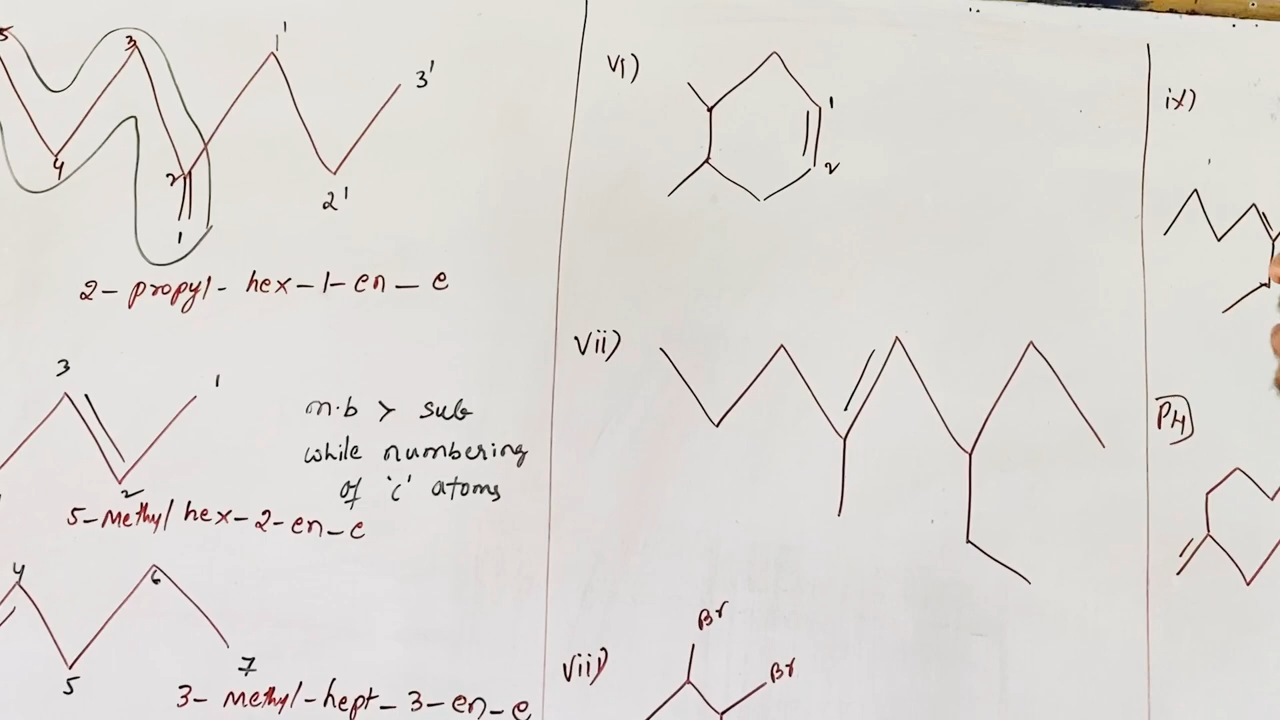 5
3
1'
3'
4
2
2'
1
2- propyl- hex-1-en-e
3
1
2
5-Methyl hex-2-en-e
m.b > sub
while numbering
of 'c' atoms
4
6
5
7
3- Methyl-hept-3-en-e
vi)
1
2
vii)
viii)
Br
Br
ix)